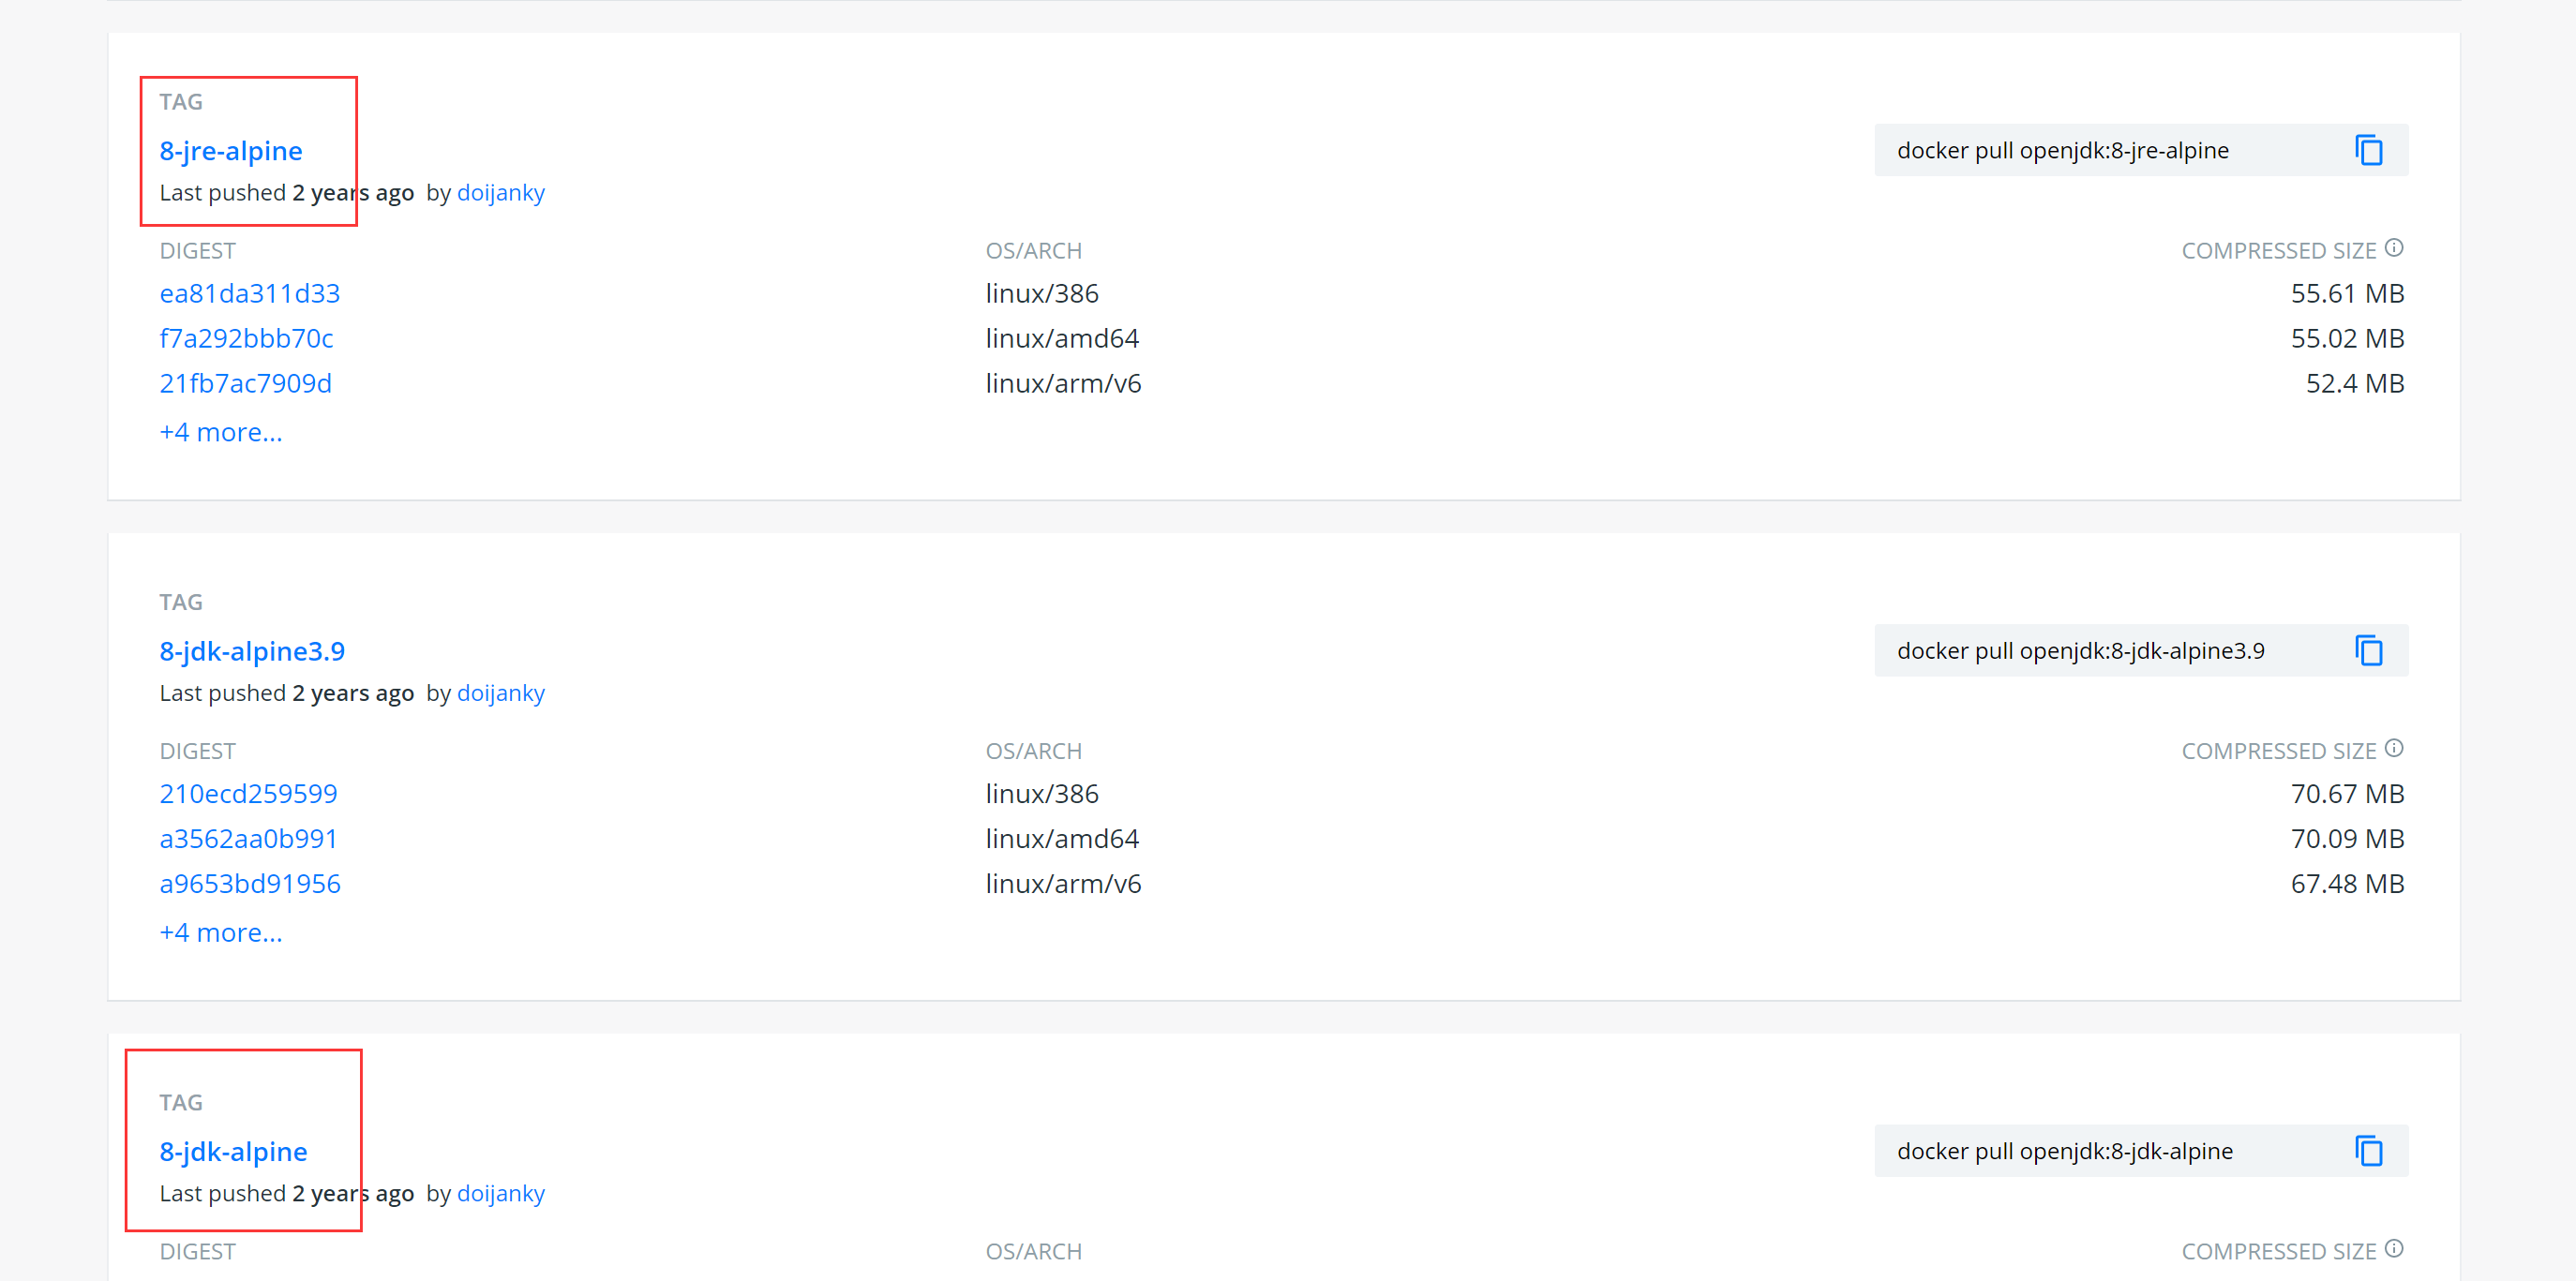 TAG
8-jre-alpine
docker pull openjdk:8-jre-alpine
Last pushed 2 years ago by doijanky
DIGEST OS/ARCH COMPRESSED SIZE
ea81da311d33 linux/386 55.61 MB
f7a292bbb70c linux/amd64 55.02 MB
21fb7ac7909d linux/arm/v6 52.4 MB
+4 more...
TAG
8-jdk-alpine3.9
docker pull openjdk:8-jdk-alpine3.9
Last pushed 2 years ago by doijanky
DIGEST OS/ARCH COMPRESSED SIZE
210ecd259599 linux/386 70.67 MB
a3562aa0b991 linux/amd64 70.09 MB
a9653bd91956 linux/arm/v6 67.48 MB
+4 more...
TAG
8-jdk-alpine
docker pull openjdk:8-jdk-alpine
Last pushed 2 years ago by doijanky
DIGEST OS/ARCH COMPRESSED SIZE